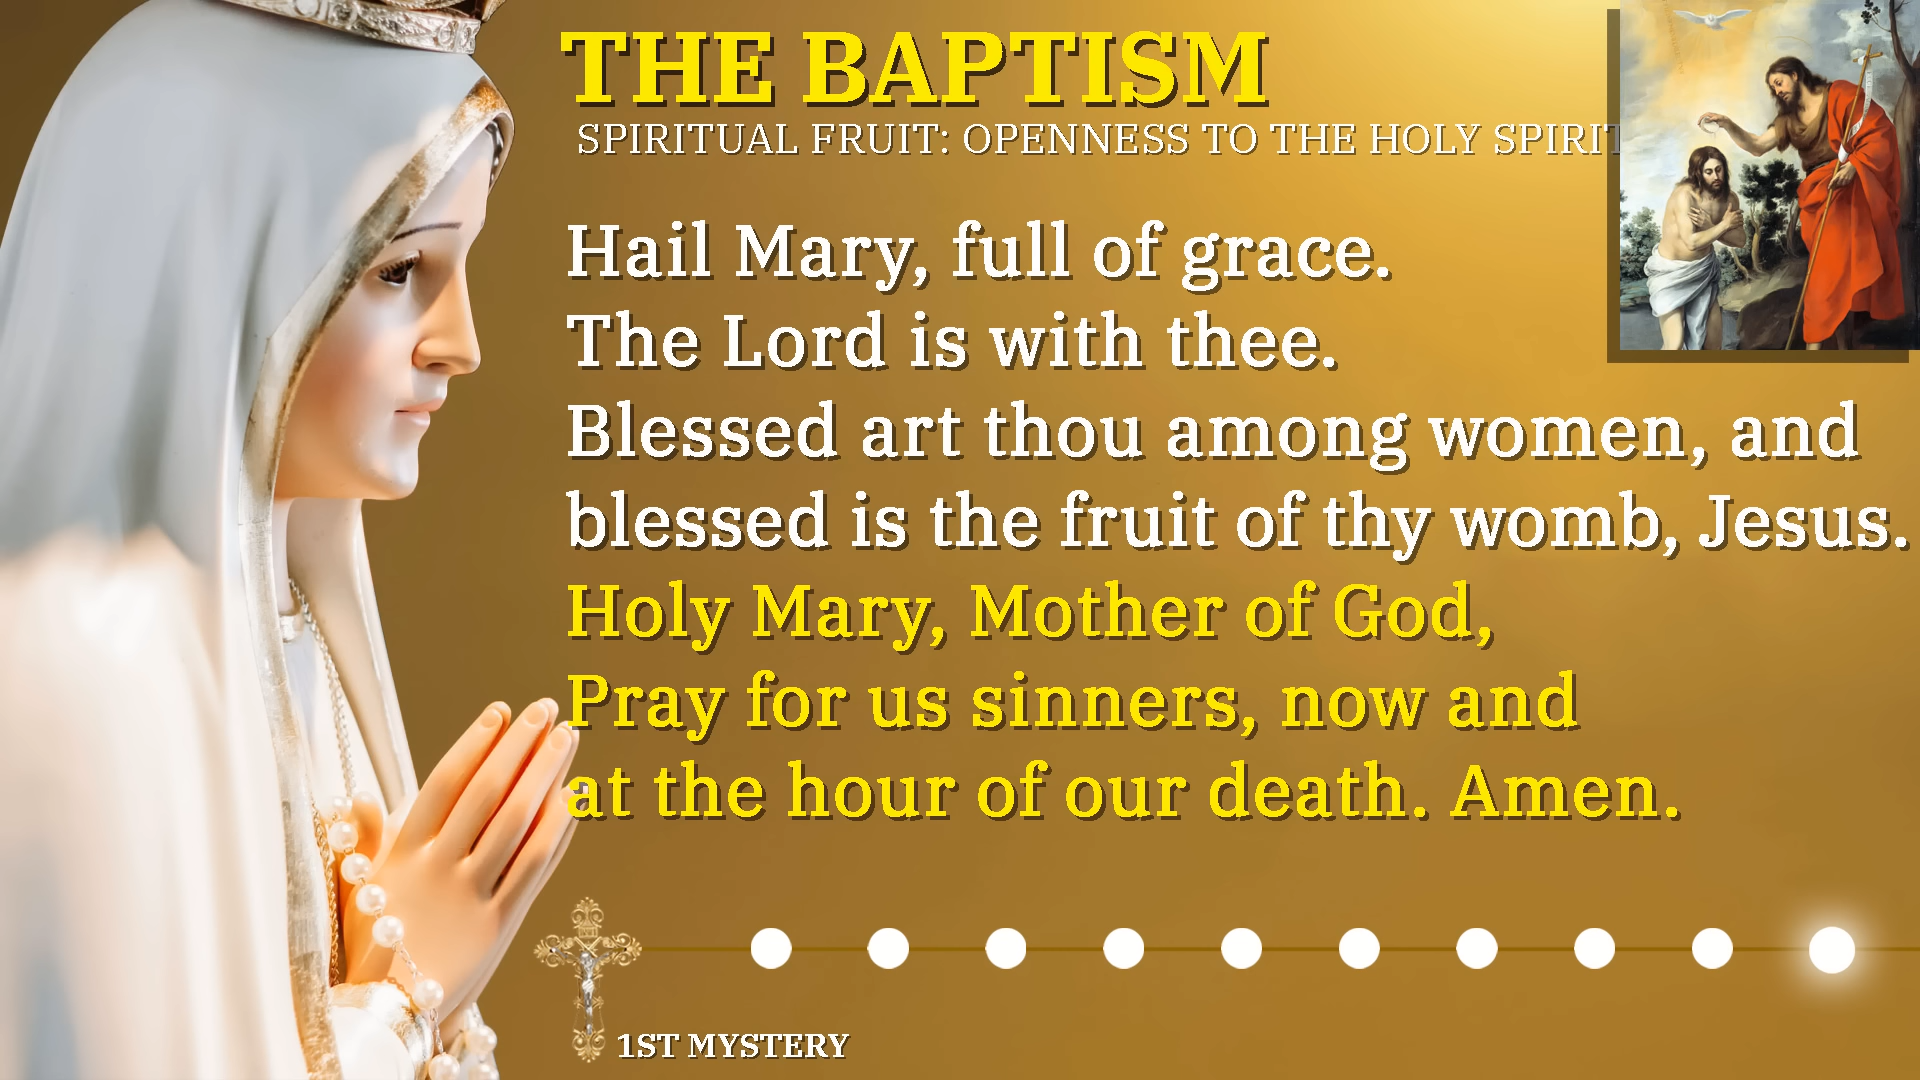 THE BAPTISM
SPIRITUAL FRUIT: OPENNESS TO THE HOLY SPIRIT
Hail Mary, full of grace.
The Lord is with thee.
Blessed art thou among women, and
blessed is the fruit of thy womb, Jesus.
Holy Mary, Mother of God,
Pray for us sinners, now and
at the hour of our death. Amen.
1ST MYSTERY